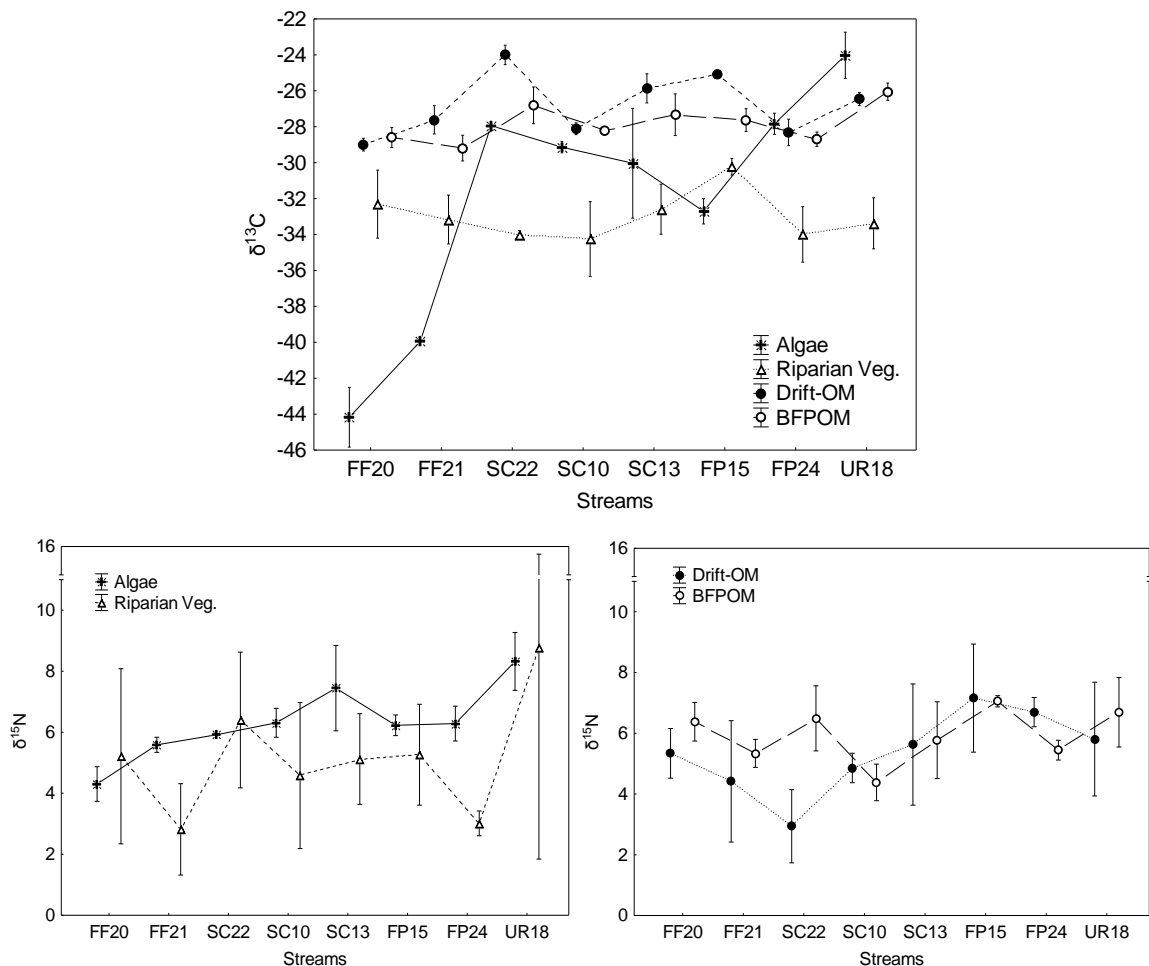 -22
-24
-26
-28
-30
-32
-34
-36
-38
-40
-42
-44
-46
δ¹³C
Algae
Riparian Veg.
Drift-OM
BFPOM
FF20 FF21 SC22 SC10 SC13 FP15 FP24 UR18
Streams
16
10
8
6
4
2
0
δ¹⁵N
Algae
Riparian Veg.
FF20 FF21 SC22 SC10 SC13 FP15 FP24 UR18
Streams
16
10
8
6
4
2
0
δ¹⁵N
Drift-OM
BFPOM
FF20 FF21 SC22 SC10 SC13 FP15 FP24 UR18
Streams